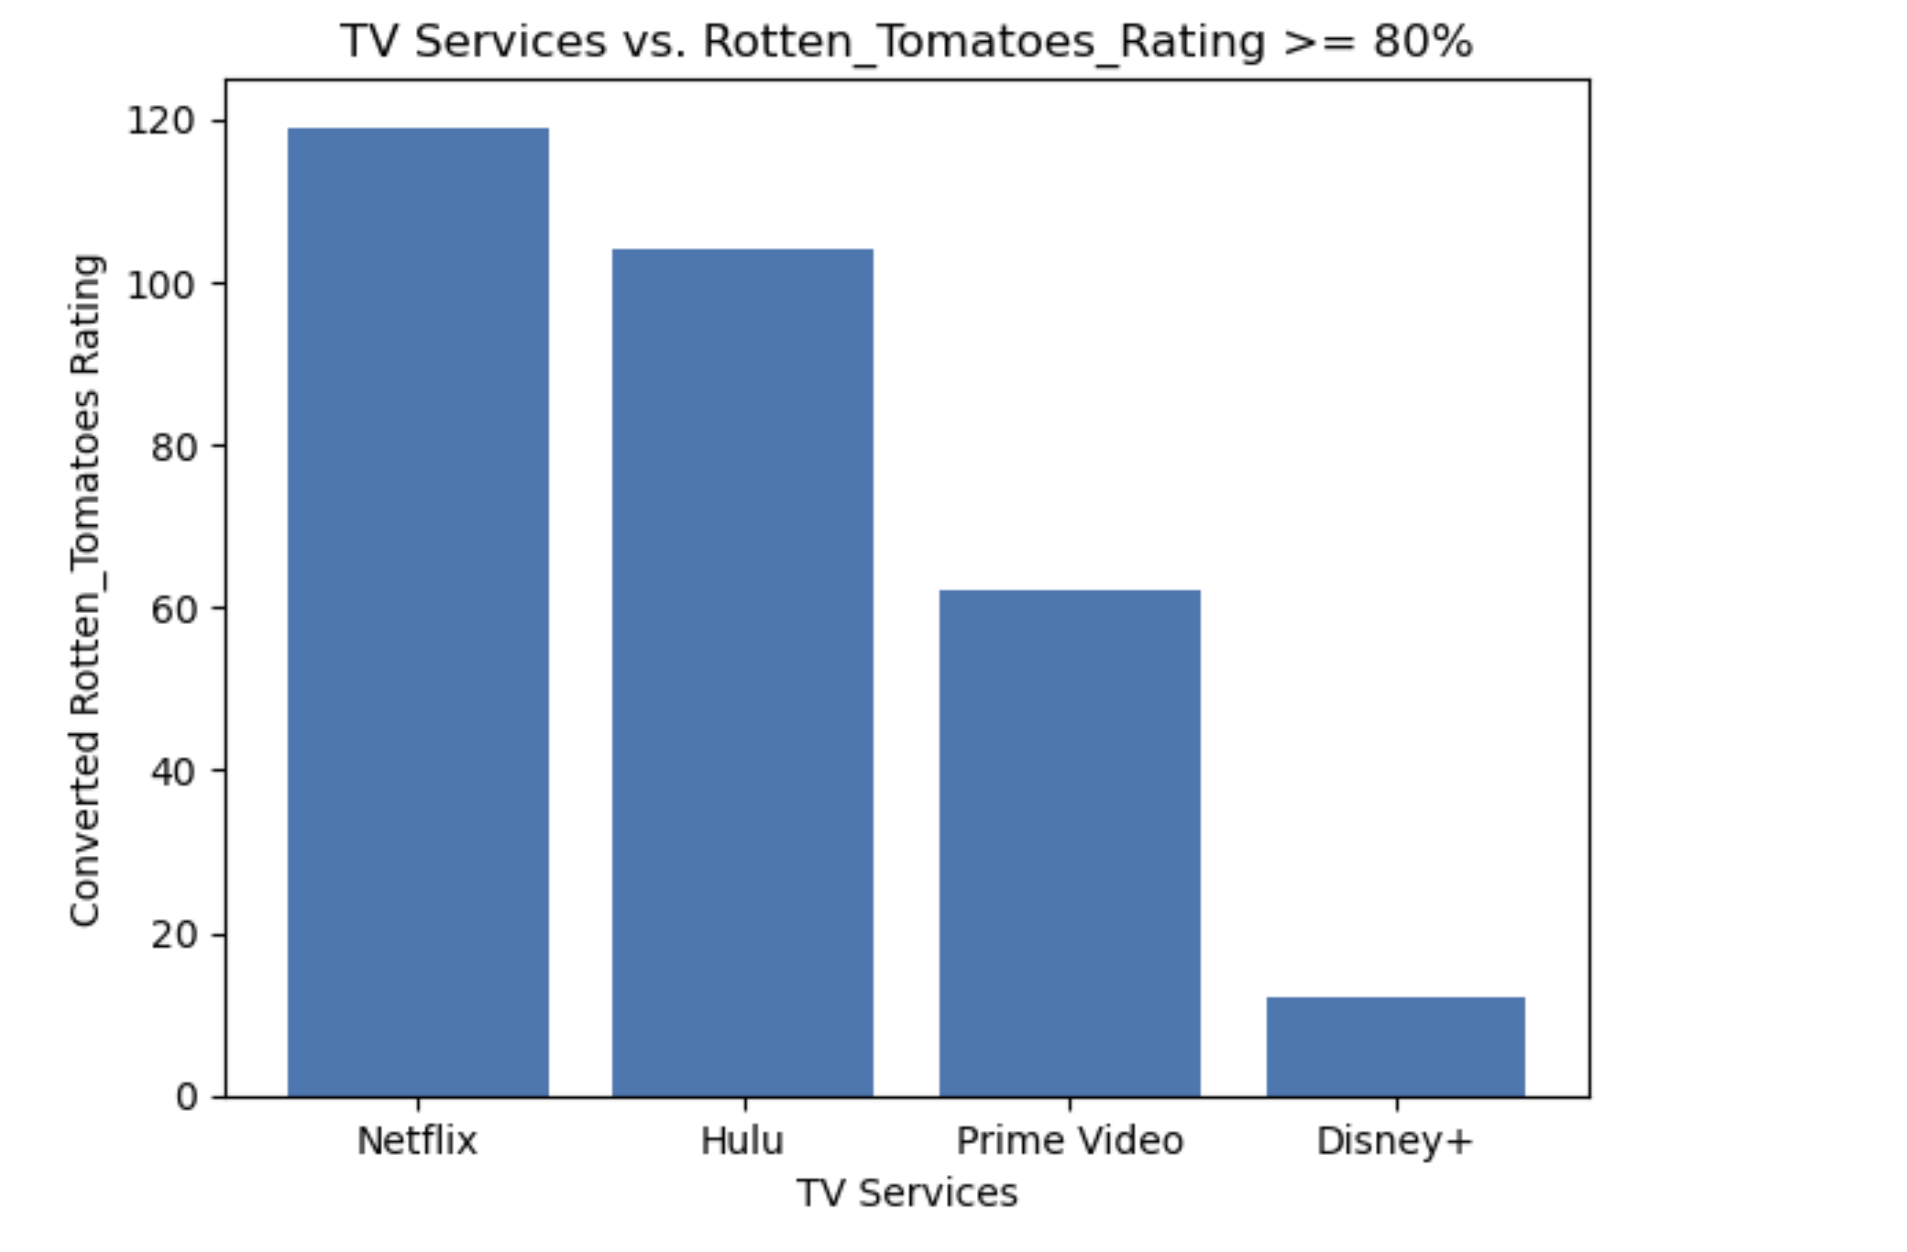 TV Services vs. Rotten_Tomatoes_Rating >= 80%
Converted Rotten_Tomatoes Rating
120
100
80
60
40
20
0
Netflix Hulu Prime Video Disney+
TV Services